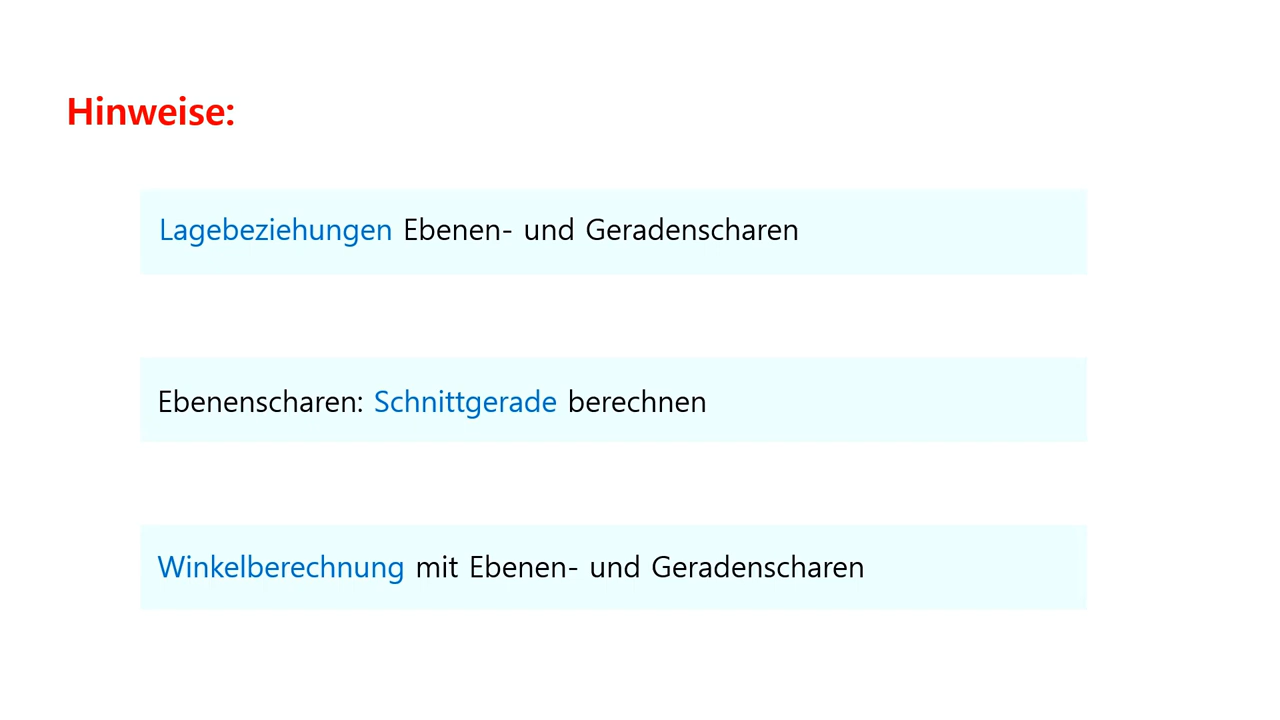 Hinweise:
Lagebeziehungen Ebenen- und Geradenscharen
Ebenenscharen: Schnittgerade berechnen
Winkelberechnung mit Ebenen- und Geradenscharen